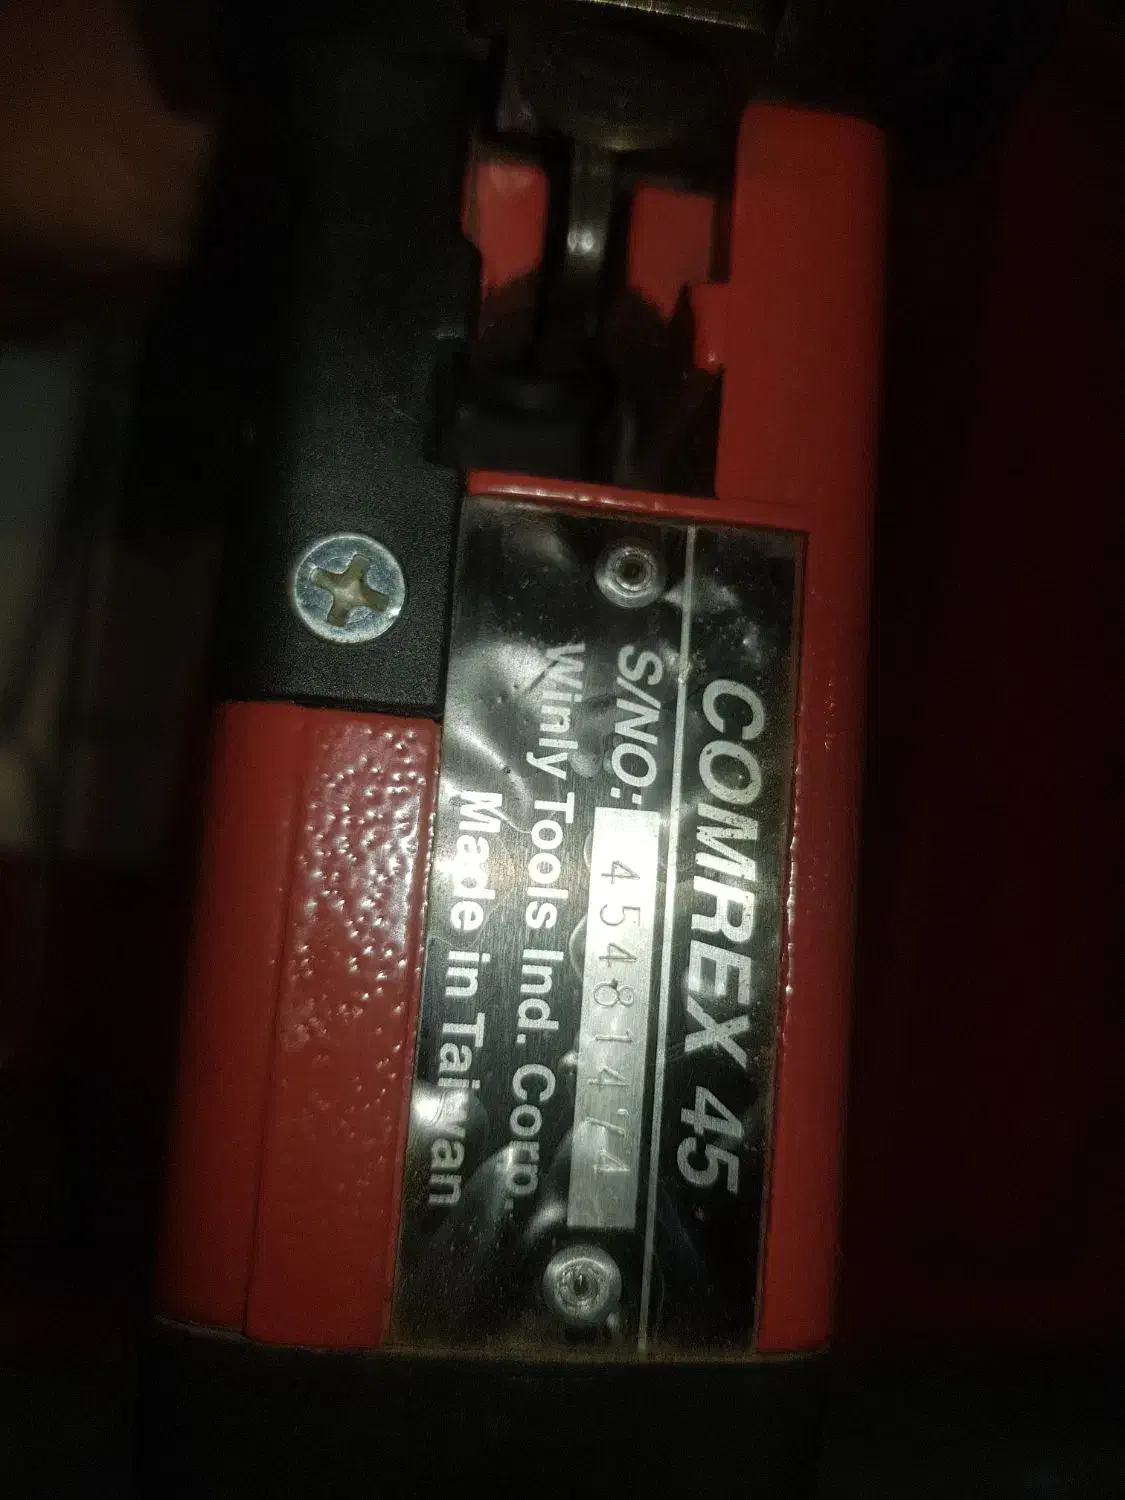 COMREX 45
S/NO: 45481474
Winly Tools Ind. Corp.
Made in Taiwan